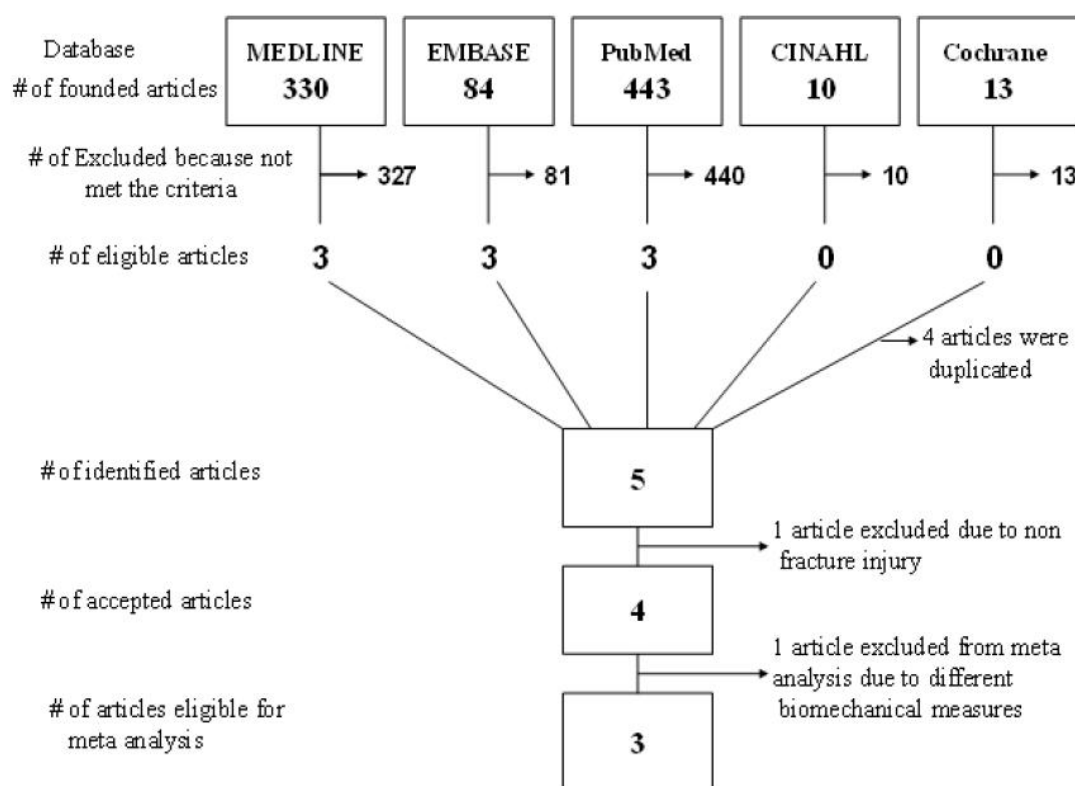 Database
MEDLINE
EMBASE
PubMed
CINAHL
Cochrane
# of founded articles
330
84
443
10
13
# of Excluded because not
met the criteria
327
81
440
10
13
# of eligible articles
3
3
3
0
0
4 articles were
duplicated
# of identified articles
5
1 article excluded due to non
fracture injury
# of accepted articles
4
1 article excluded from meta
analysis due to different
biomechanical measures
# of articles eligible for
meta analysis
3